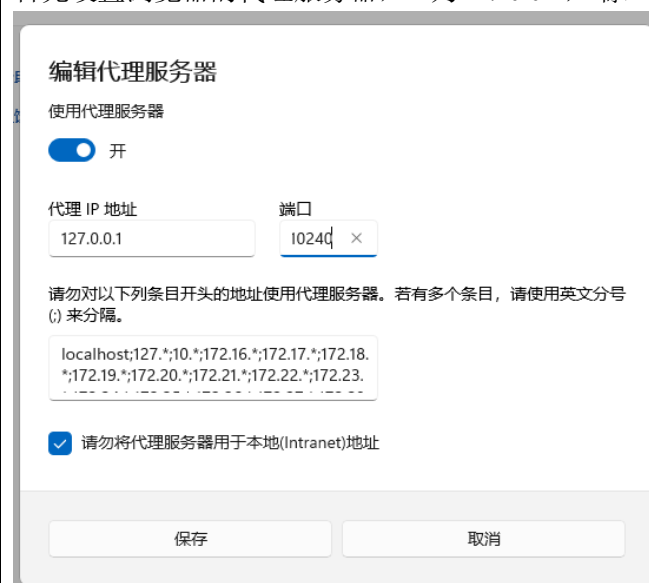 编辑代理服务器
使用代理服务器
开
代理 IP 地址
端口
127.0.0.1
10240
请勿对以下列条目开头的地址使用代理服务器。若有多个条目，请使用英文分号
(;) 来分隔。
localhost;127.*;10.*;172.16.*;172.17.*;172.18.
*;172.19.*;172.20.*;172.21.*;172.22.*;172.23.
请勿将代理服务器用于本地(Intranet)地址
保存
取消